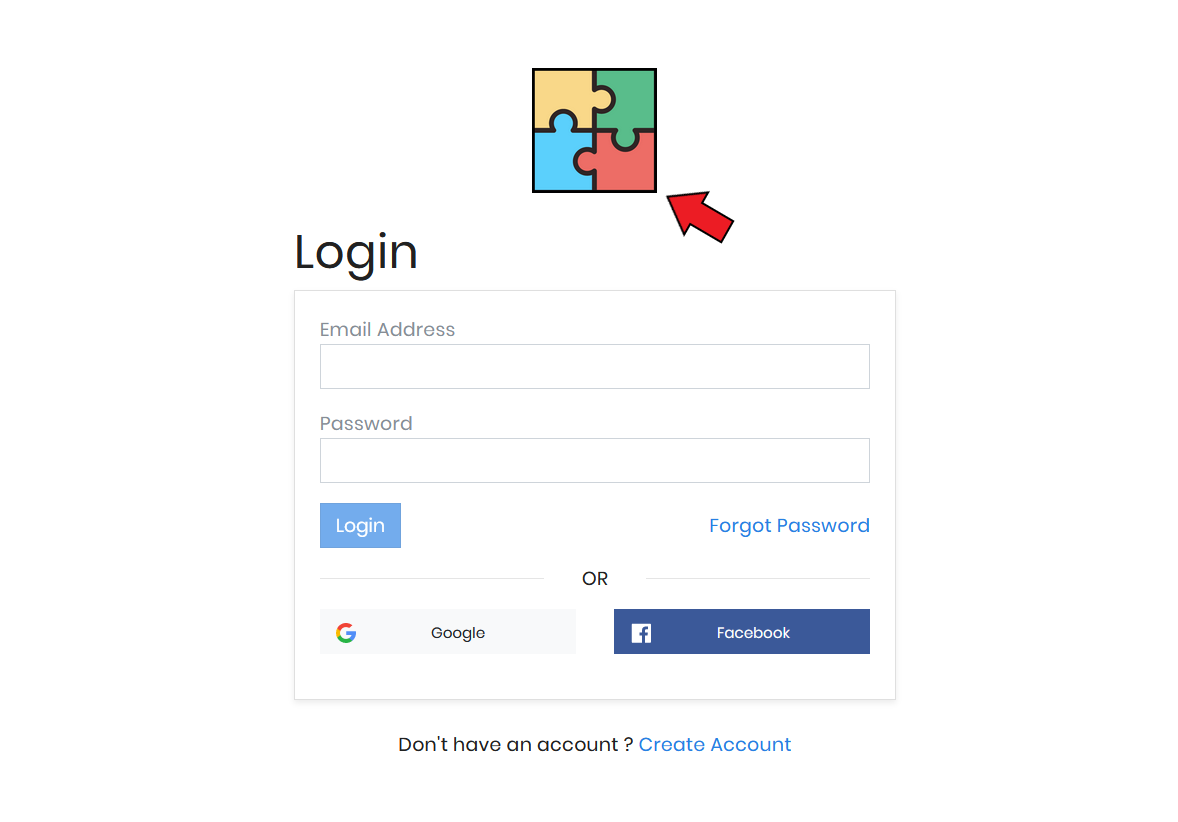 Login
Email Address
Password
Login
Forgot Password
OR
Google
Facebook
Don't have an account ? Create Account